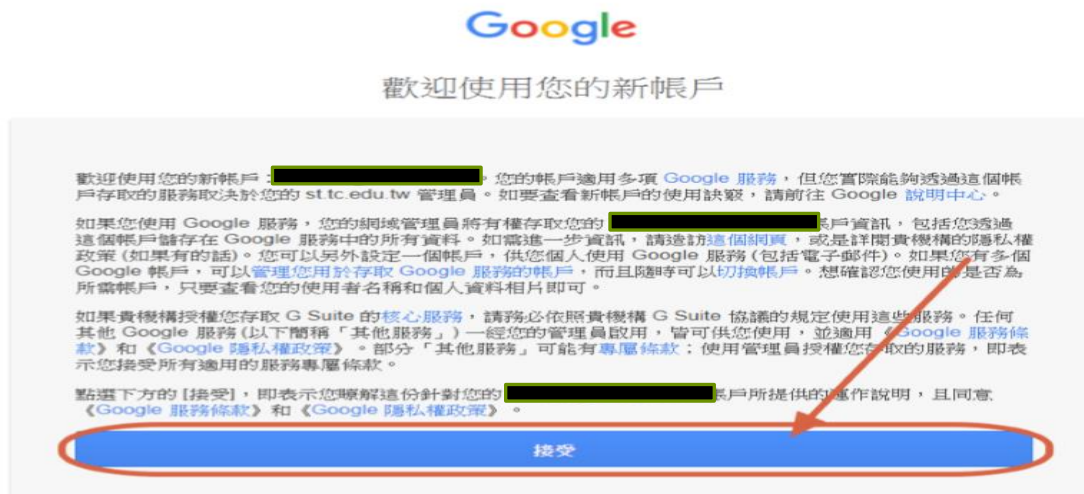 Google
歡迎使用您的新帳戶
歡迎使用您的新帳戶：。您的帳戶適用多項 Google 服務，但您實際能夠透過這個帳
戶存取的服務取決於您的 st.tc.edu.tw 管理員。如要查看新帳戶的使用訣竅，請前往 Google 說明中心。
如果您使用 Google 服務，您的網域管理員將有權存取您的 帳戶資訊，包括您透過
這個帳戶儲存在 Google 服務中的所有資料。如需進一步資訊，請造訪這個網頁，或是詳閱貴機構的隱私權
政策 (如果有的話)。您可以另外設定一個帳戶，供您個人使用 Google 服務 (包括電子郵件)。如果您有多個
Google 帳戶，可以管理您用於存取 Google 服務的帳戶，而且隨時可以切換帳戶。想確認您使用的是否為
所需帳戶，只要查看您的使用者名稱和個人資料相片即可。
如果貴機構授權您存取 G Suite 的核心服務，請務必依照貴機構 G Suite 協議的規定使用這些服務。任何
其他 Google 服務 (以下簡稱「其他服務」) 一經您的管理員啟用，皆可供您使用，並適用《Google 服務條
款》和《Google 隱私權政策》。部分「其他服務」可能有專屬條款；使用管理員授權您存取的服務，即表
示您接受所有適用的服務專屬條款。
點選下方的 [接受]，即表示您瞭解這份針對您的 帳戶所提供的運作說明，且同意
《Google 服務條款》和《Google 隱私權政策》。
接受